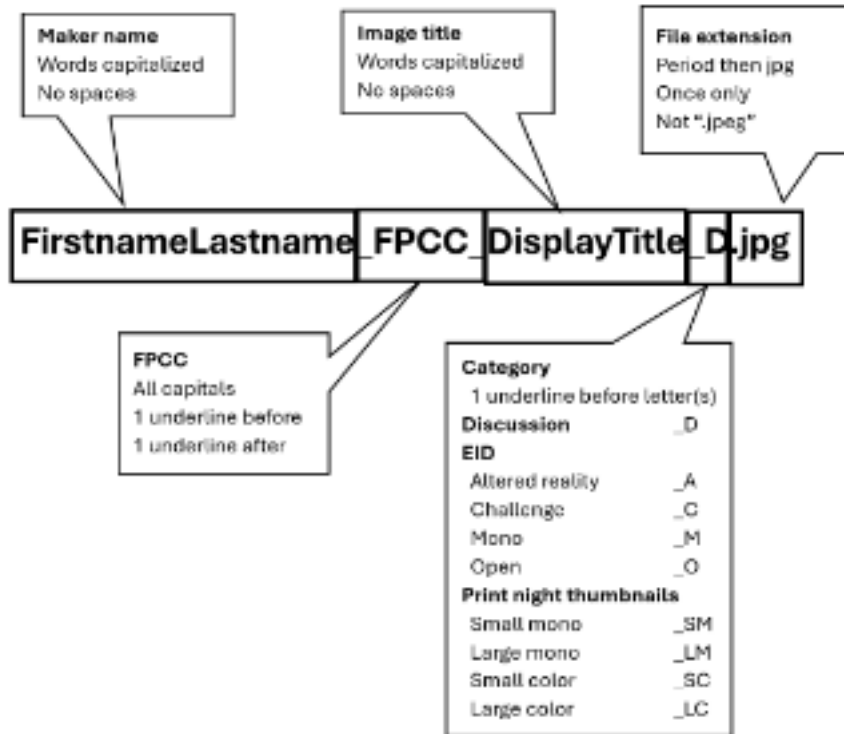 Maker name
Words capitalized
No spaces
Image title
Words capitalized
No spaces
File extension
Period then jpg
Once only
Not “.jpeg”
FirstnameLastname_FPCC_DisplayTitle_D.jpg
FPCC
All capitals
1 underline before
1 underline after
Category
1 underline before letter(s)
Discussion _D
EID
Altered reality _A
Challenge _C
Mono _M
Open _O
Print night thumbnails
Small mono _SM
Large mono _LM
Small color _SC
Large color _LC